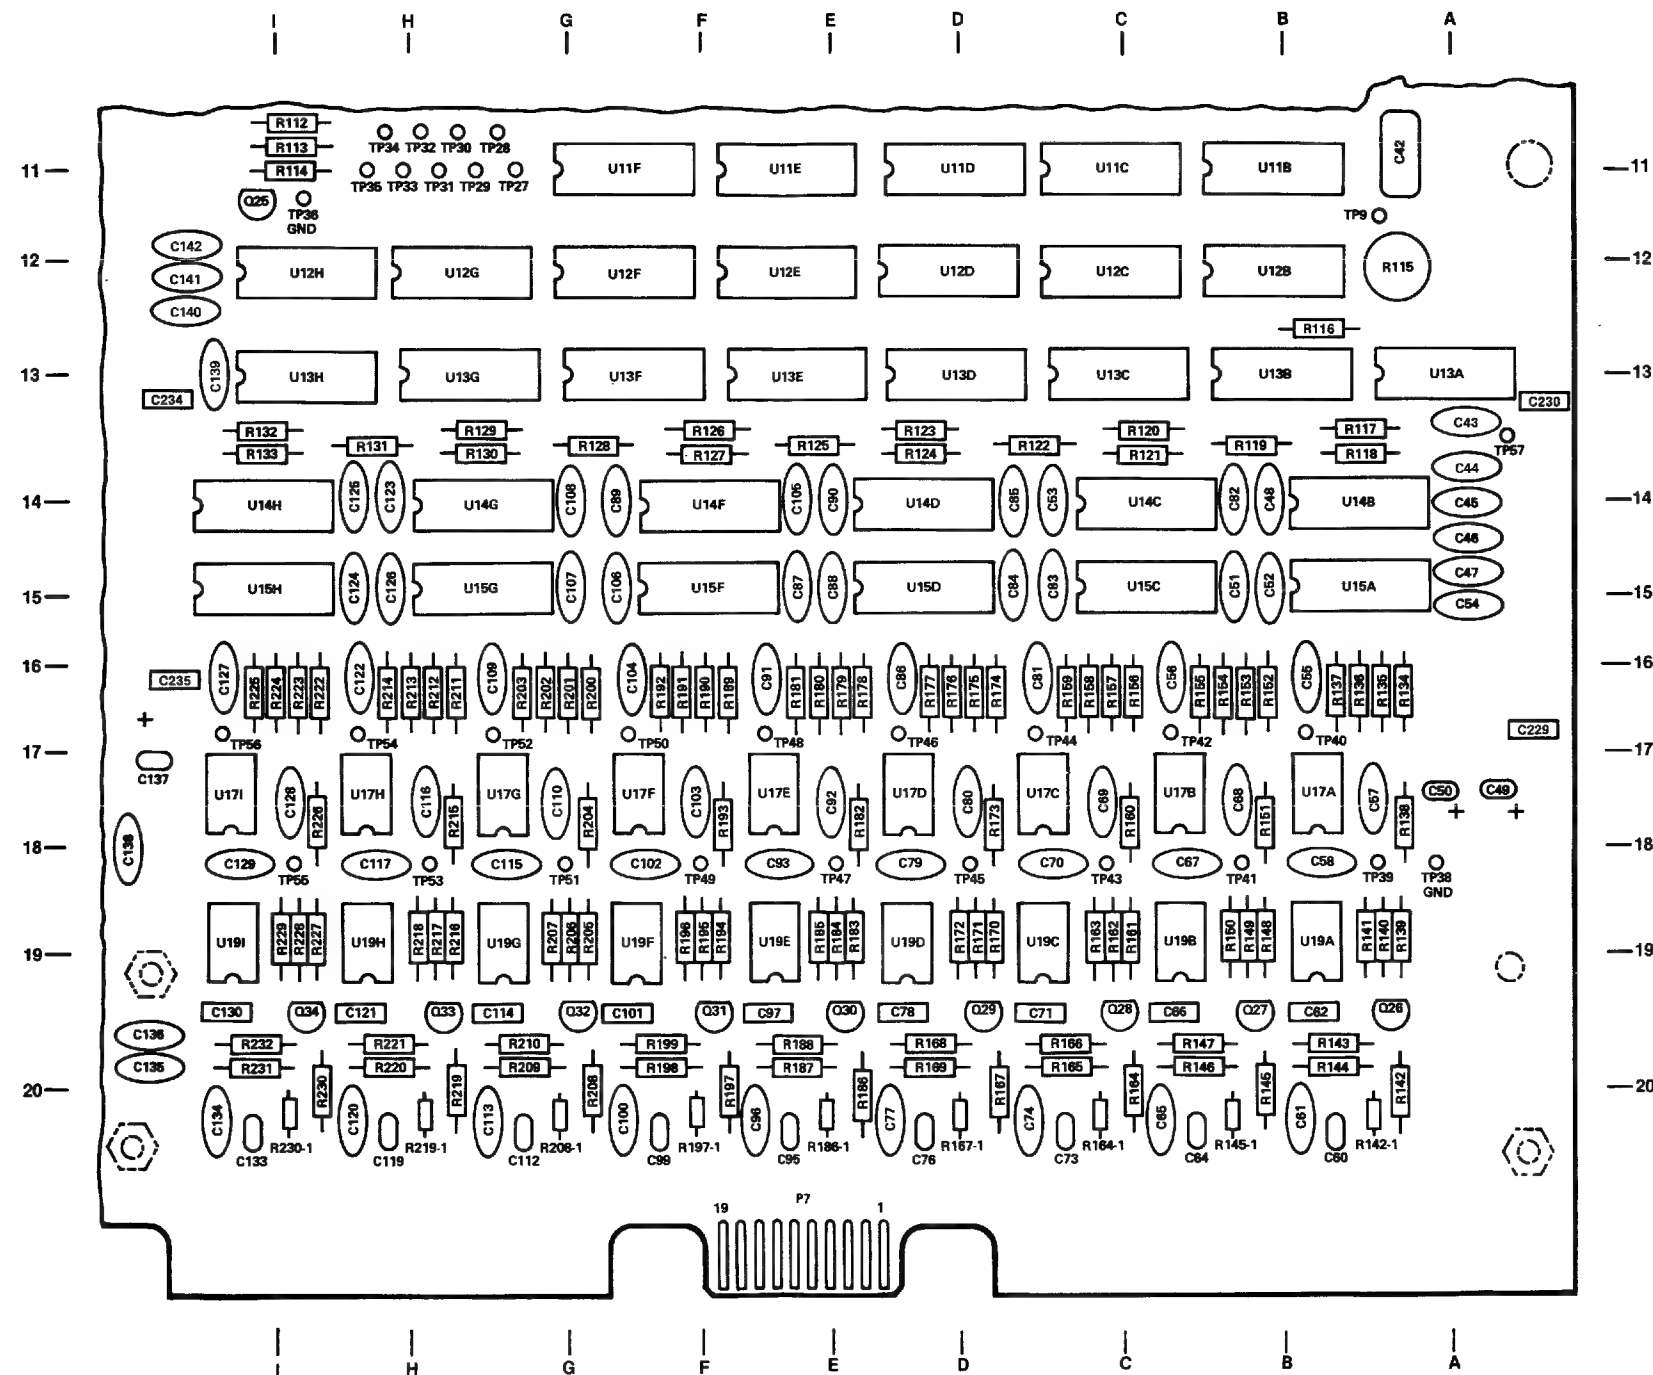 I H G F E D C B A
R112
R113 TP34 TP32 TP30 TP28 C42
11 R114 TP35 TP33 TP31 TP29 TP27 U11F U11E U11D U11C U11B 11
Q25 TP36 TP9
GND
C142
12 C141 U12H U12G U12F U12E U12D U12C U12B R115 12
C140
R116
13 C139 U13H U13G U13F U13E U13D U13C U13B U13A 13
C234 C230
R132 R129 R126 R123 R120 R117 C43
R131 R128 R125 R122 R119 TP57
R133 R130 R127 R124 R121 R118
C44
14 U14H C125 C123 U14G C108 C89 U14F C105 C90 U14D C85 C53 U14C C82 C48 U14B C45 14
C46
C47
15 U15H C124 C126 U15G C107 C106 U15F C87 C88 U15D C84 C83 U15C C51 C52 U15A 15
C54
16 C127 C122 C109 C104 C91 C86 C81 C56 C55 16
C235 R225 R224 R223 R222 R214 R213 R212 R211 R203 R202 R201 R200 R192 R191 R190 R189 R181 R180 R179 R178 R177 R176 R175 R174 R159 R158 R157 R156 R155 R154 R153 R152 R137 R136 R135 R134
+ C229
TP56 TP54 TP52 TP50 TP48 TP46 TP44 TP42 TP40
17 17
C137
U17I C128 U17H C116 U17G C110 U17F C103 U17E C92 U17D C80 U17C C69 U17B C68 U17A C57 C50 C49
R226 R215 R204 R193 R182 R173 R160 R151 R138 + +
18 C138 18
C129 C117 C115 C102 C93 C79 C70 C67 C58
TP55 TP53 TP51 TP49 TP47 TP45 TP43 TP41 TP39 TP38
GND
U19I R229 R228 R227 U19H R218 R217 R216 U19G R207 R206 R205 U19F R196 R195 R194 U19E R185 R184 R183 U19D R172 R171 R170 U19C R163 R162 R161 U19B R150 R149 R148 U19A R141 R140 R139
19 19
C130 Q34 C121 Q33 C114 Q32 C101 Q31 C97 Q30 C78 Q29 C71 Q28 C66 Q27 C62 Q26
C136
R232 R221 R210 R199 R188 R168 R166 R147 R143
C135 R231 R220 R209 R198 R187 R169 R165 R146 R144
20 R230 R219 R208 R197 R186 R167 R164 R145 R142 20
C134 C120 C113 C100 C96 C77 C74 C65 C61
R230-1 R219-1 R208-1 R197-1 R186-1 R167-1 R164-1 R145-1 R142-1
C133 C119 C112 C99 C95 C76 C73 C64 C60
P7
19 1
I H G F E D C B A